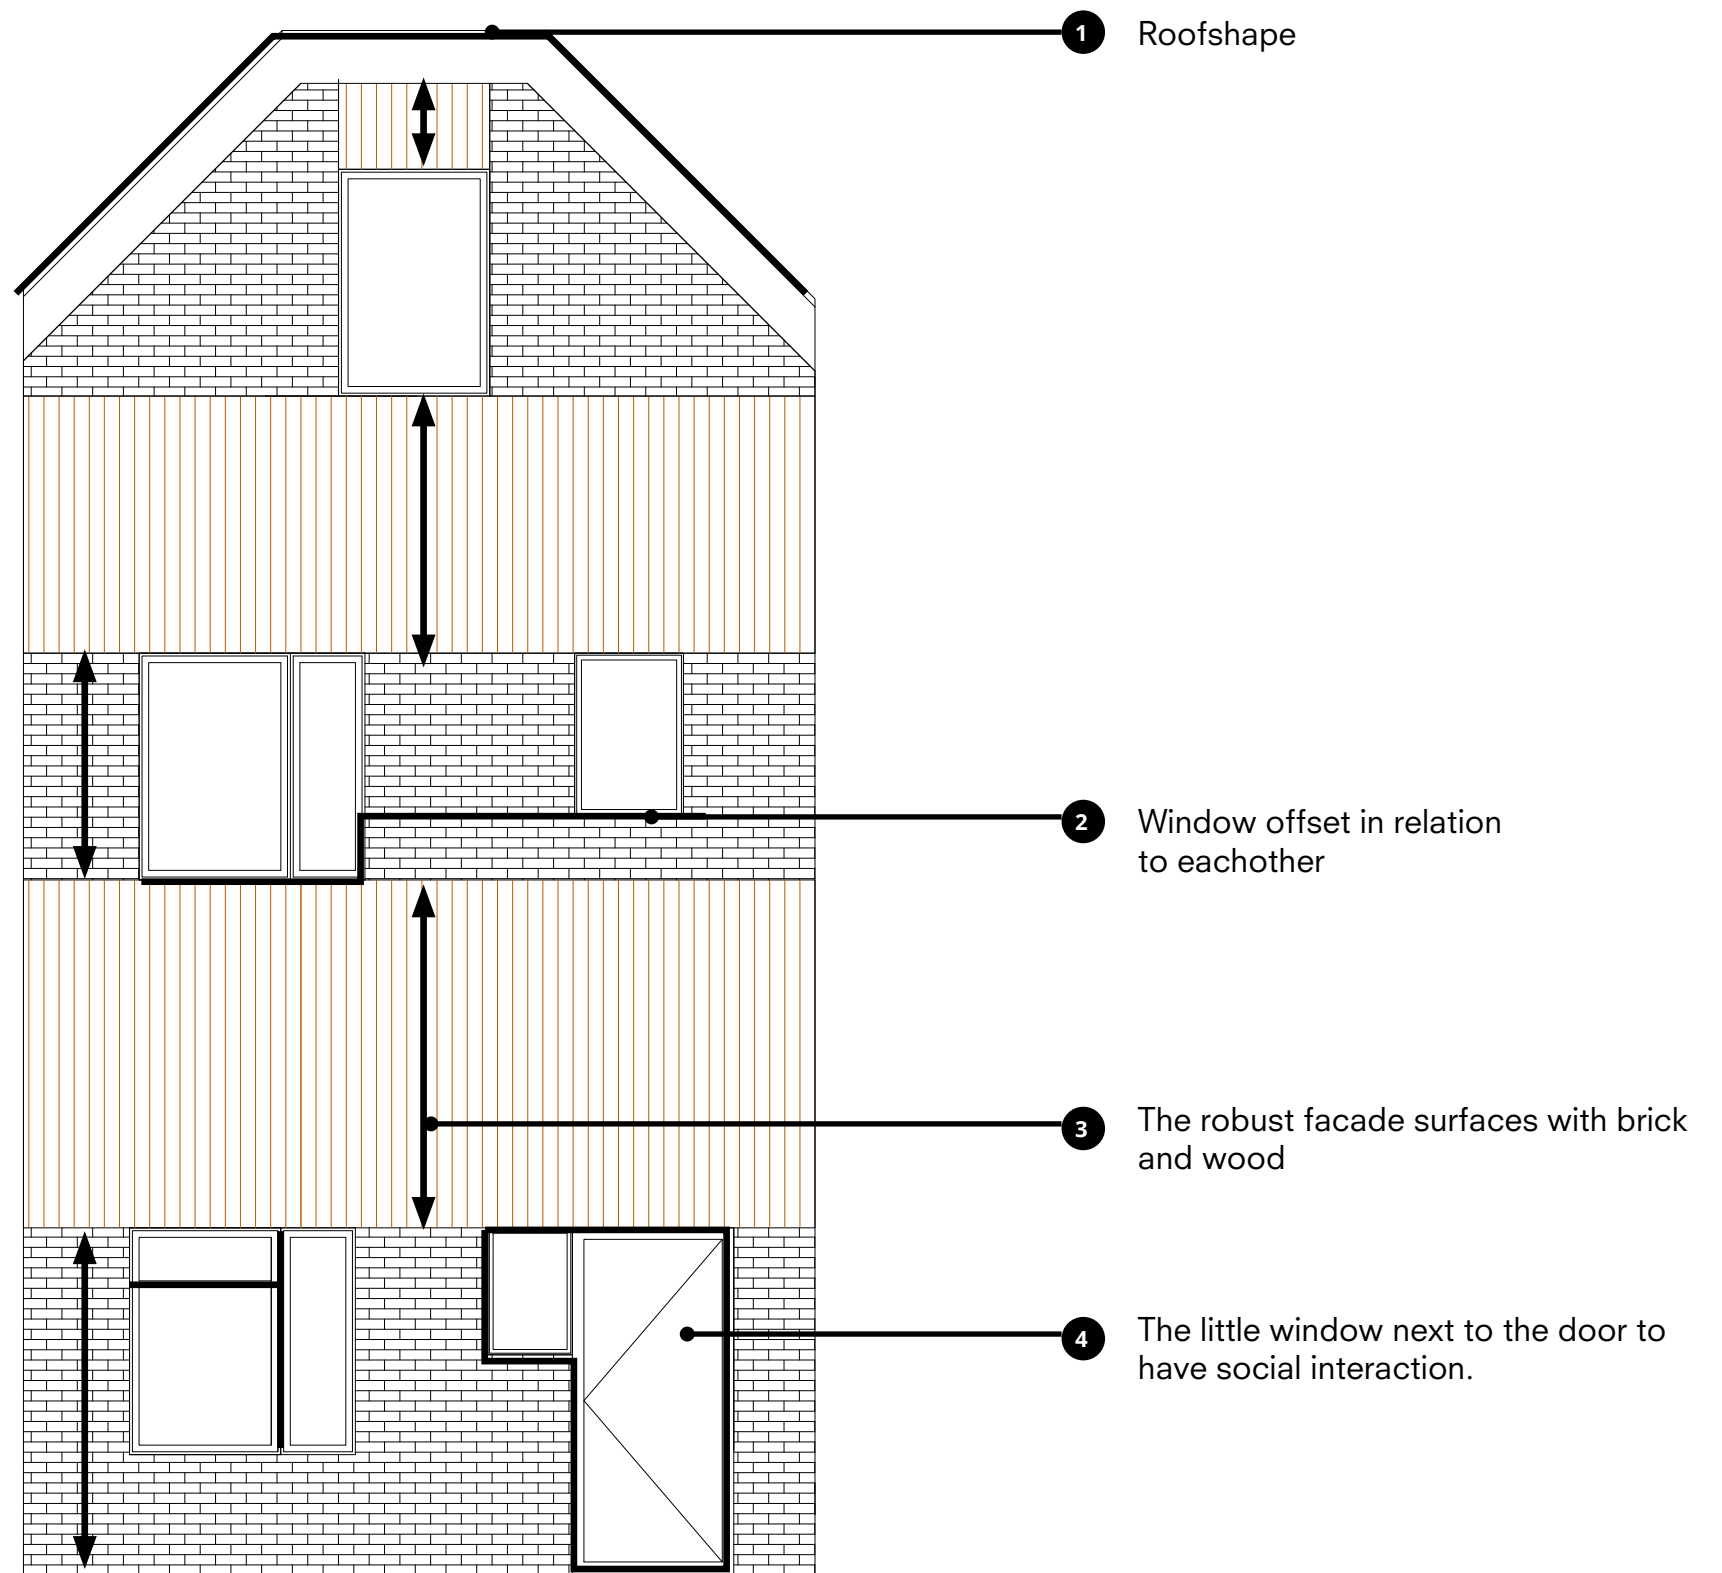 1 Roofshape
2 Window offset in relation
to eachother
3 The robust facade surfaces with brick
and wood
4 The little window next to the door to
have social interaction.